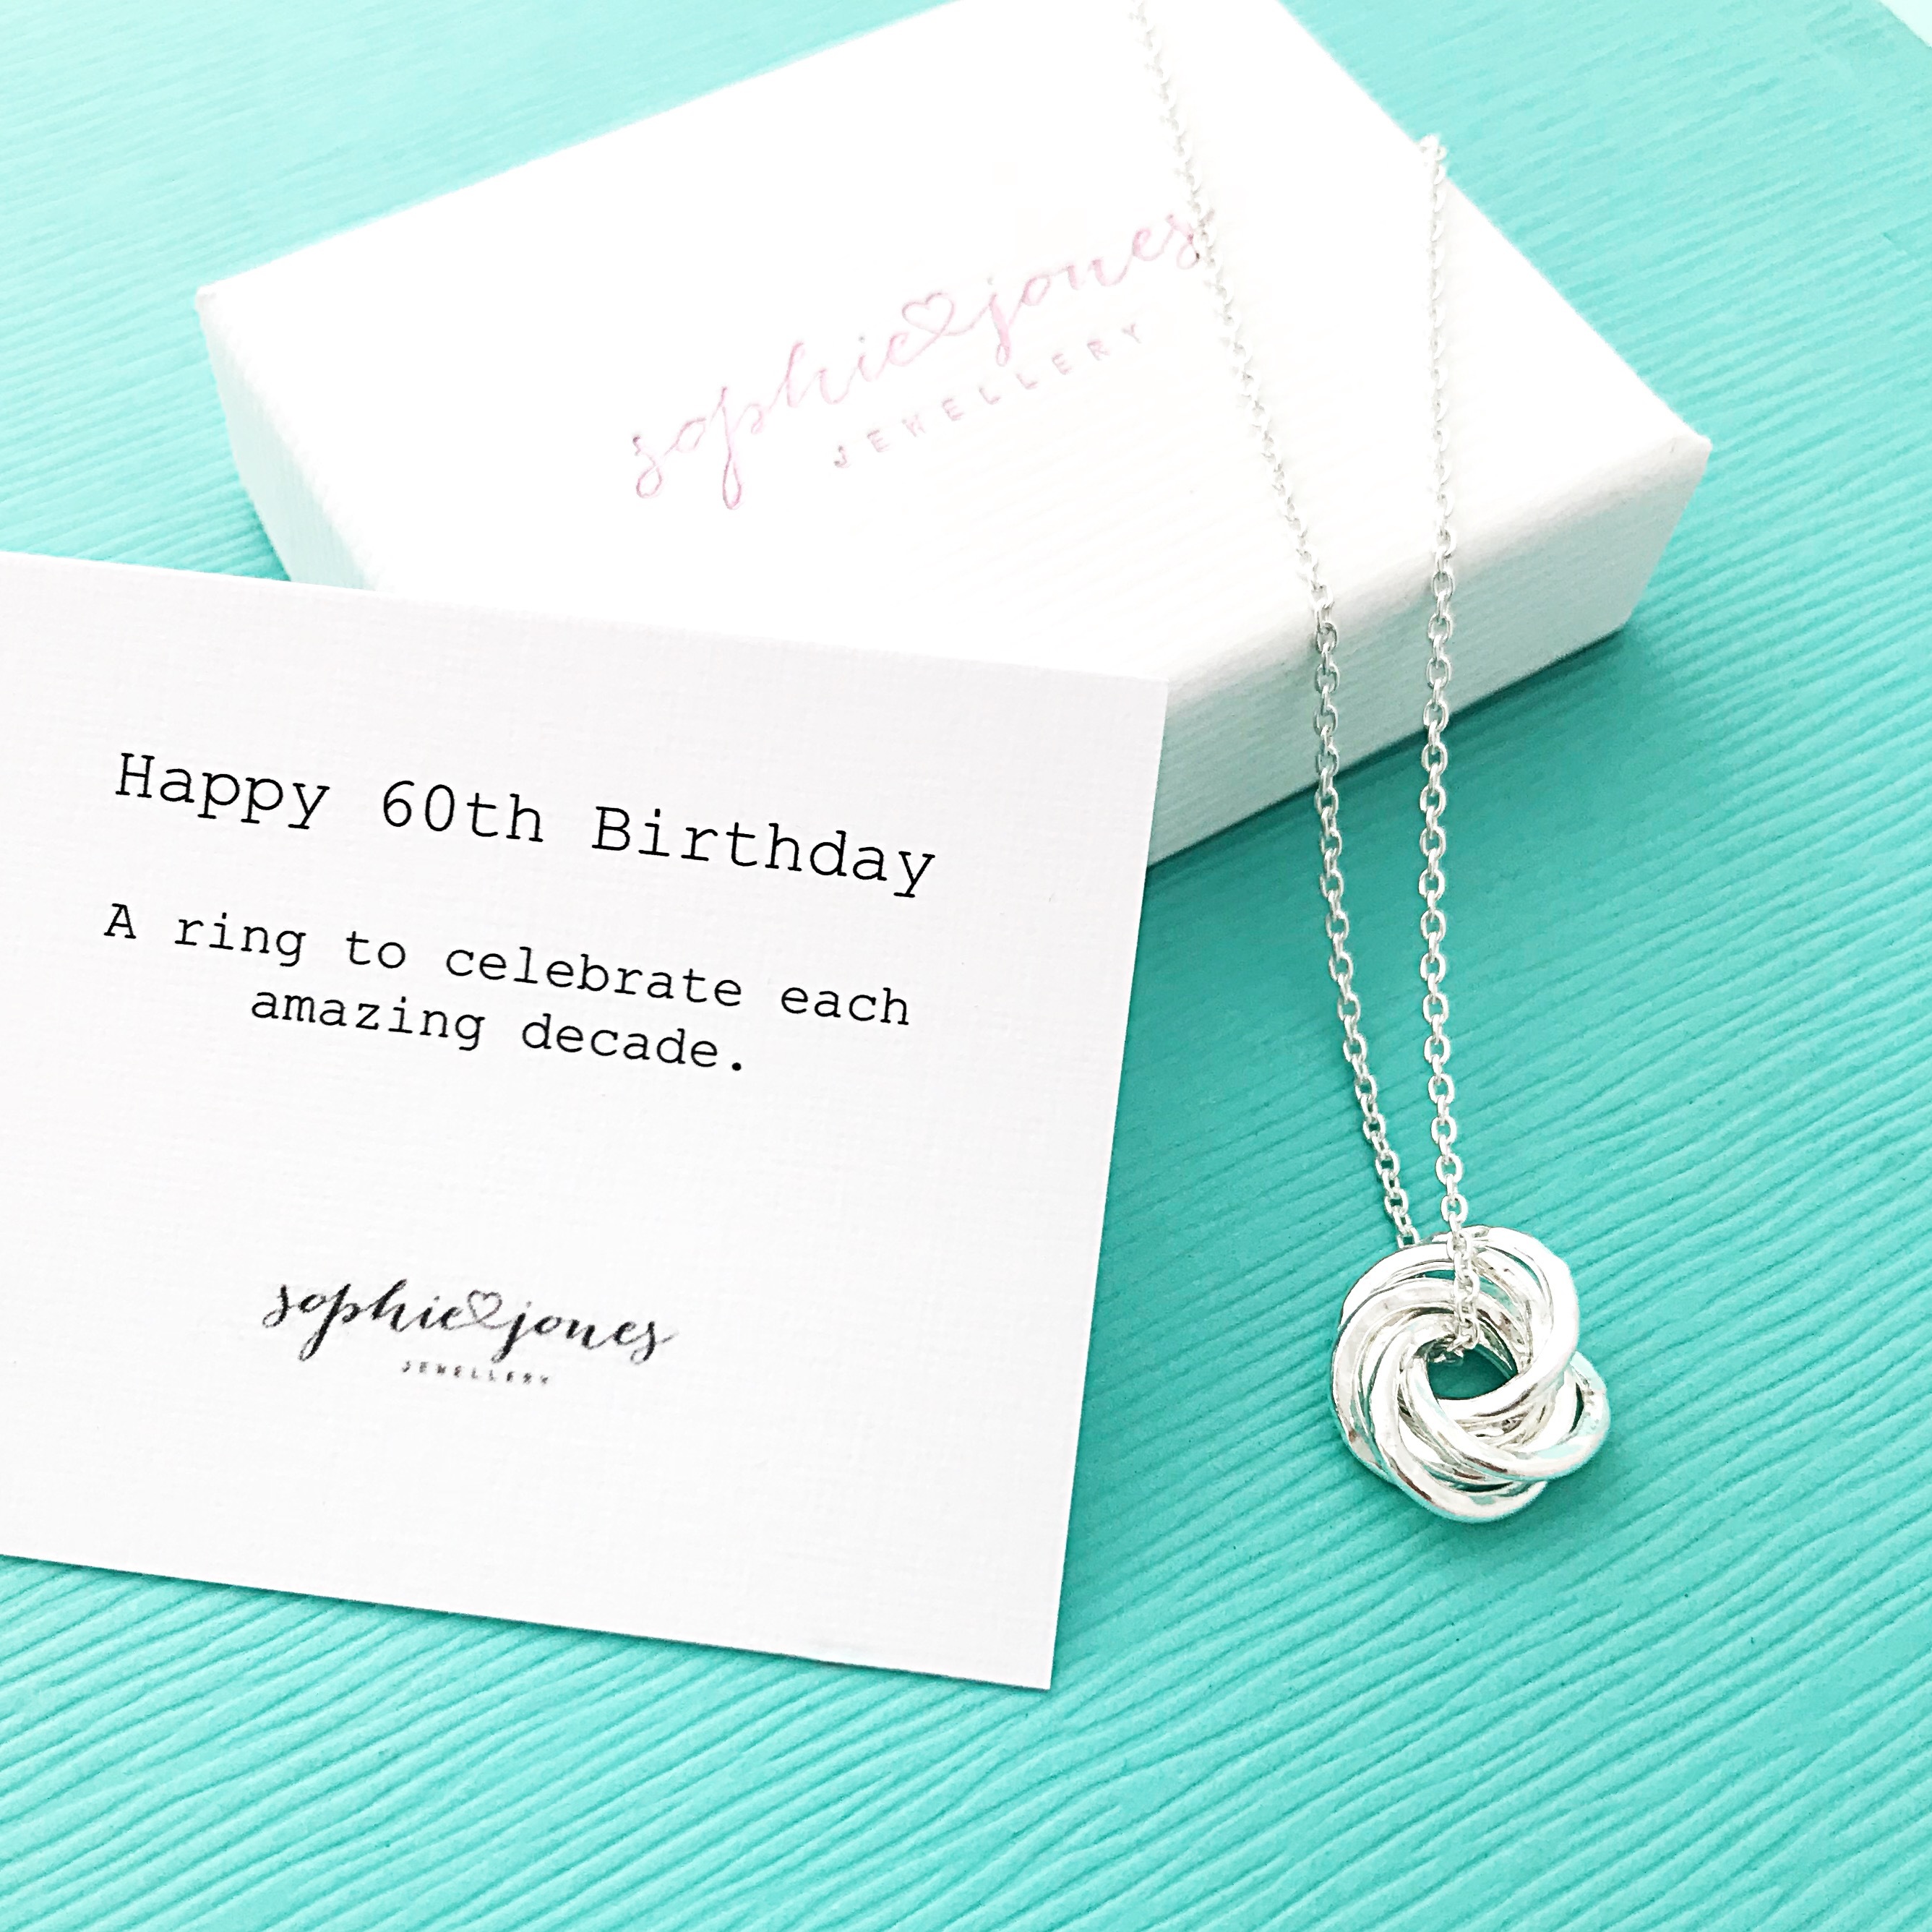 sophie jones
JEWELLERY
Happy 60th Birthday
A ring to celebrate each
amazing decade.
sophie jones
JEWELLERY